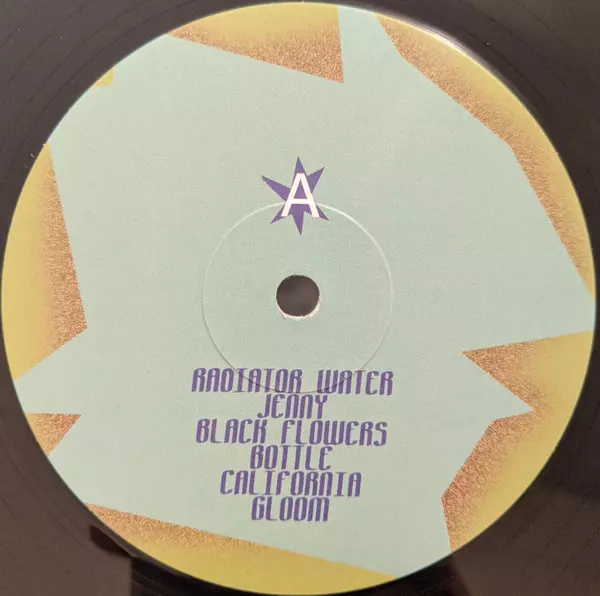 A
RADIATOR WATER
JENNY
BLACK FLOWERS
BOTTLE
CALIFORNIA
GLOOM